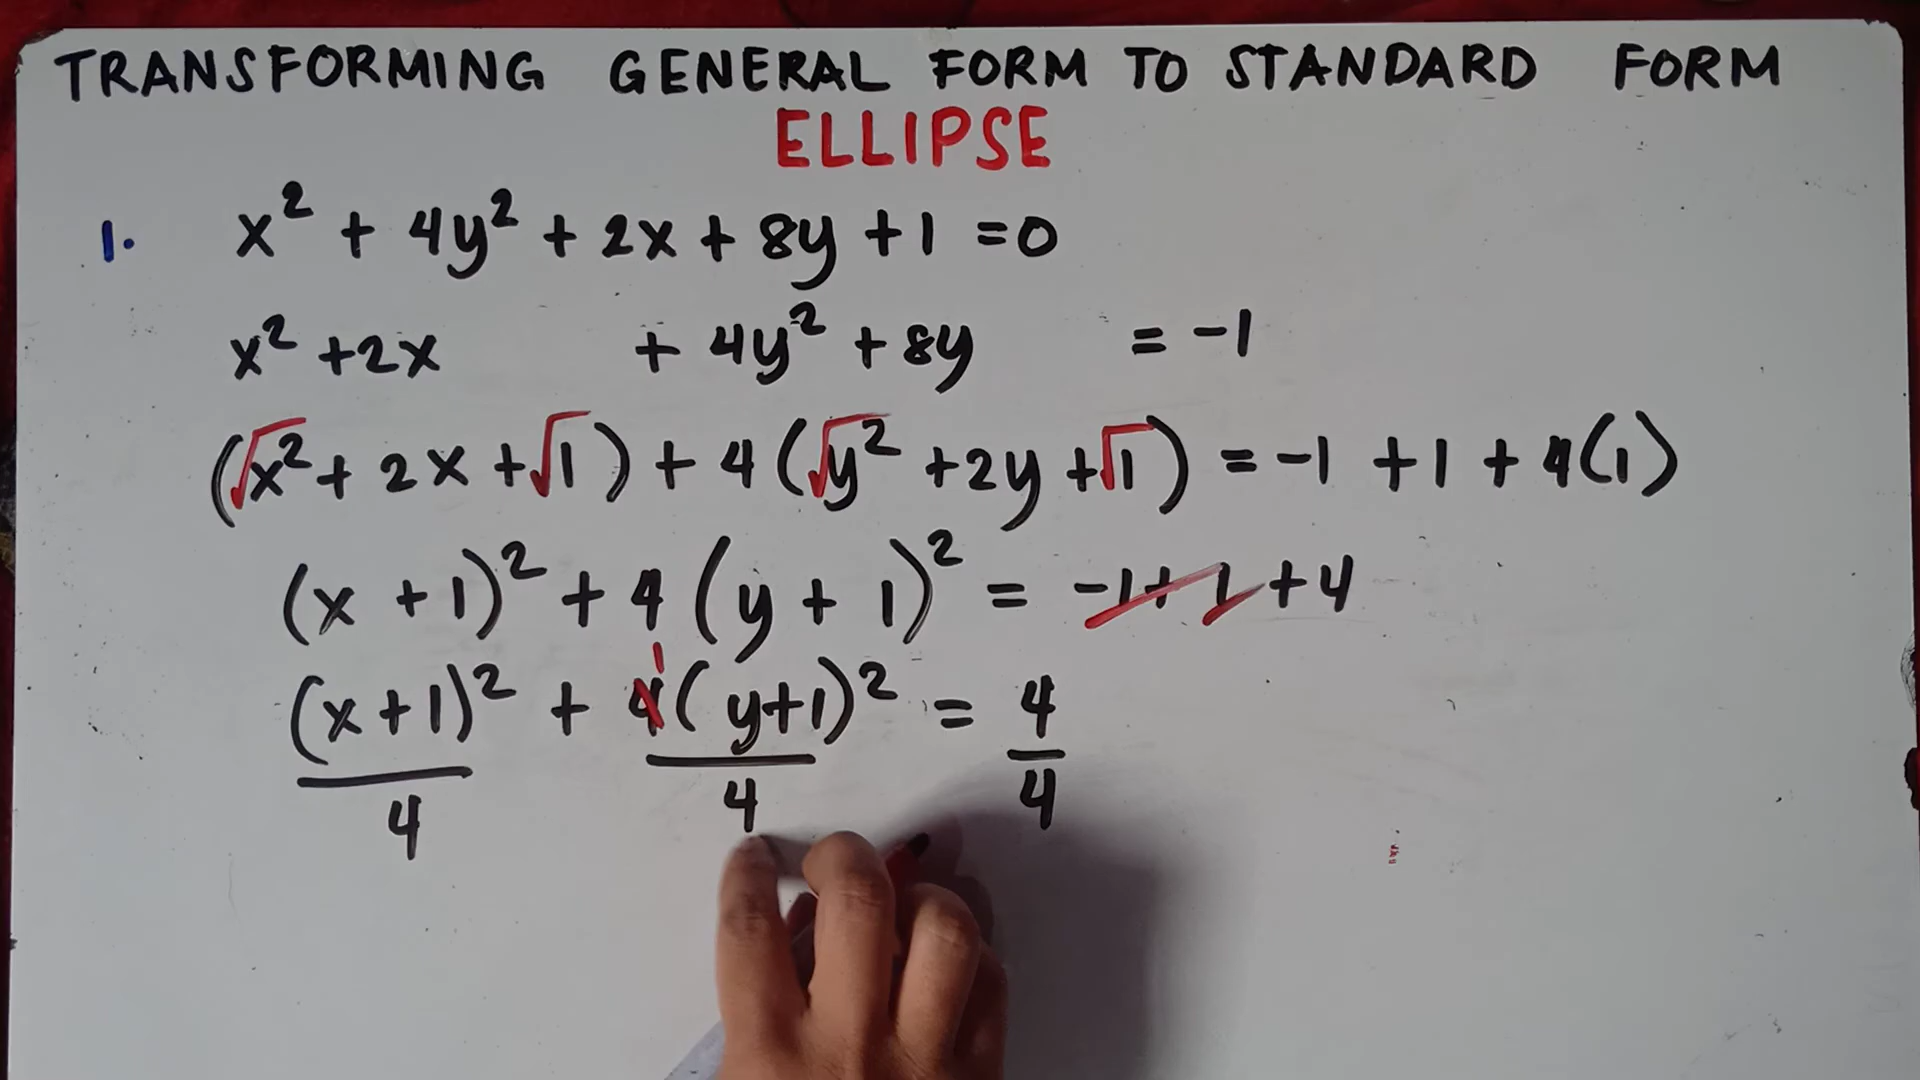 TRANSFORMING GENERAL FORM TO STANDARD FORM
ELLIPSE
1. x² + 4y² + 2x + 8y + 1 = 0
x² + 2x + 4y² + 8y = -1
(√x² + 2x + √1) + 4(√y² + 2y + √1) = -1 + 1 + 4(1)
(x + 1)² + 4(y + 1)² = -1 + 1 + 4
1
(x+1)² + 4(y+1)² = 4
4 4 4